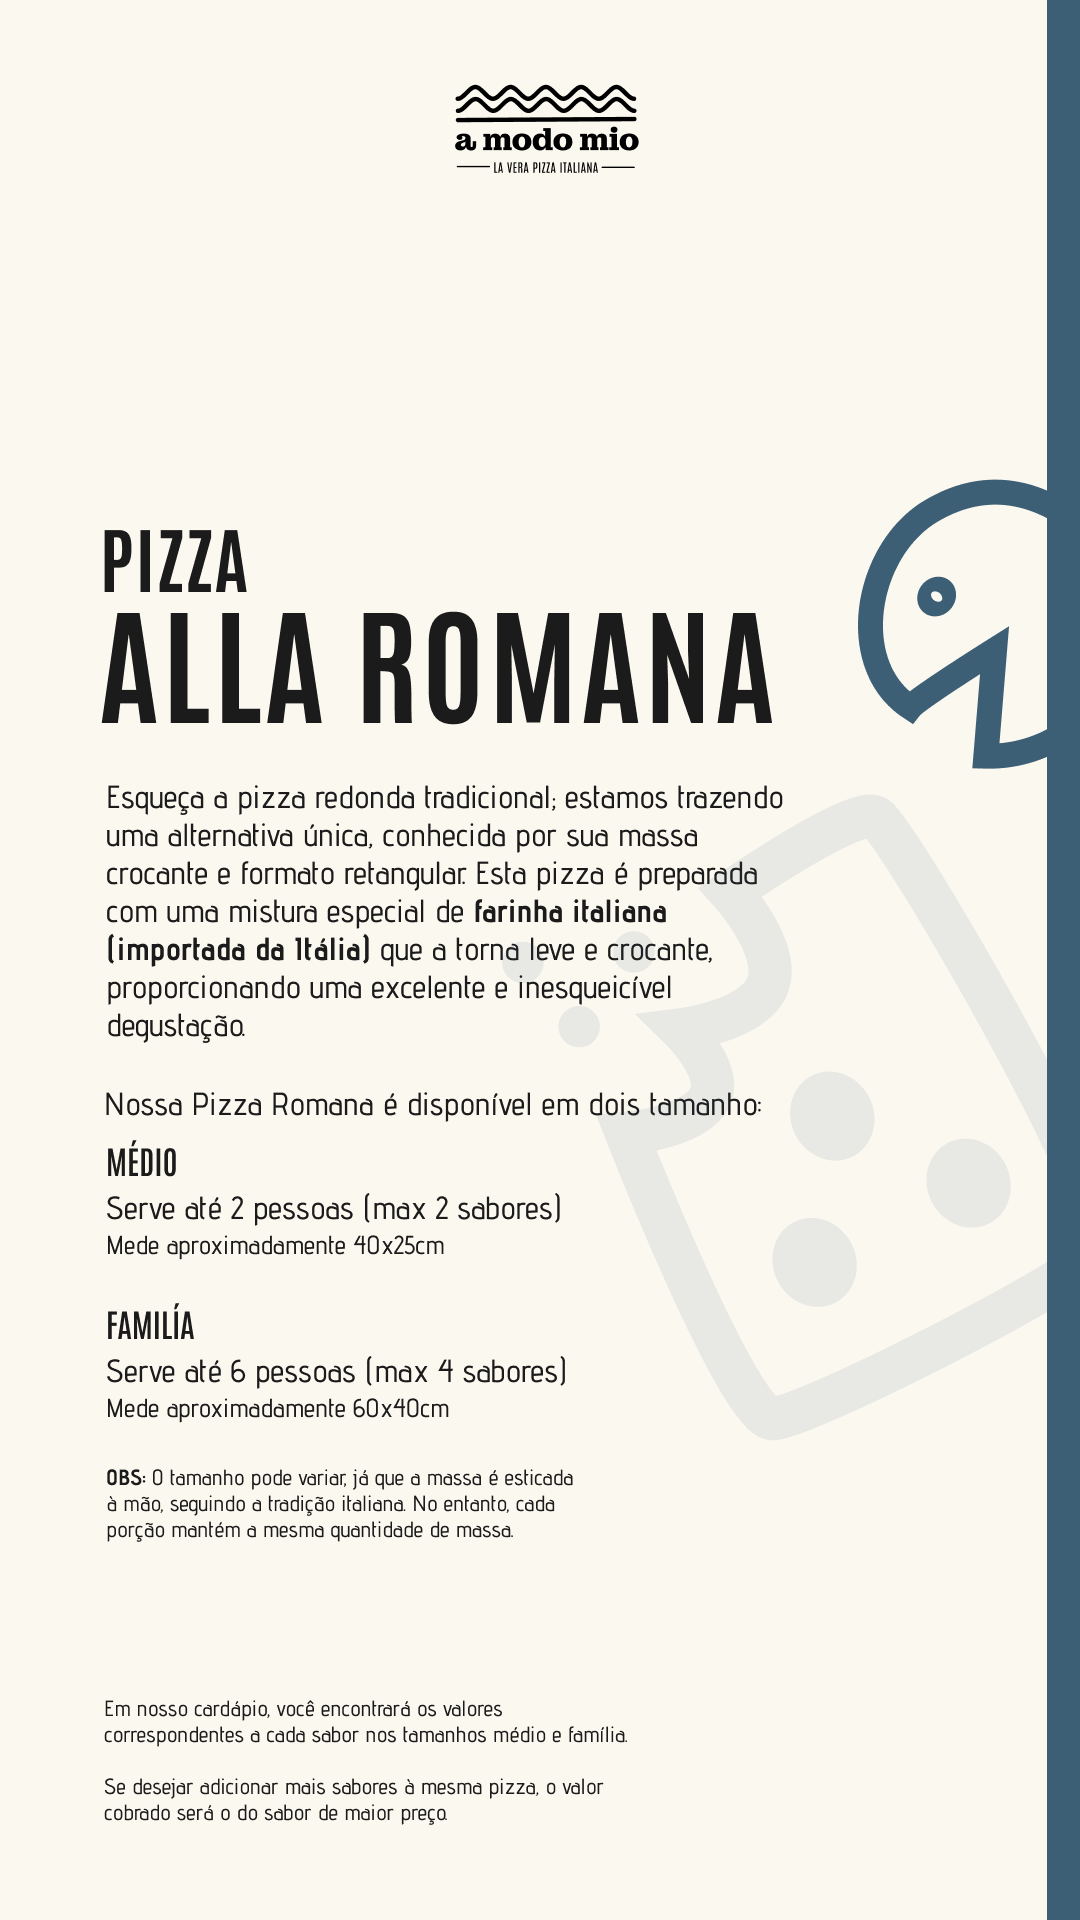 a modo mio
LA VERA PIZZA ITALIANA
PIZZA
ALLA ROMANA
Esqueça a pizza redonda tradicional; estamos trazendo
uma alternativa única, conhecida por sua massa
crocante e formato retangular. Esta pizza é preparada
com uma mistura especial de farinha italiana
(importada da Itália) que a torna leve e crocante,
proporcionando uma excelente e inesqueicível
degustação.
Nossa Pizza Romana é disponível em dois tamanho:
MÉDIO
Serve até 2 pessoas (max 2 sabores)
Mede aproximadamente 40x25cm
FAMILÍA
Serve até 6 pessoas (max 4 sabores)
Mede aproximadamente 60x40cm
OBS: O tamanho pode variar, já que a massa é esticada
à mão, seguindo a tradição italiana. No entanto, cada
porção mantém a mesma quantidade de massa.
Em nosso cardápio, você encontrará os valores
correspondentes a cada sabor nos tamanhos médio e família.
Se desejar adicionar mais sabores à mesma pizza, o valor
cobrado será o do sabor de maior preço.